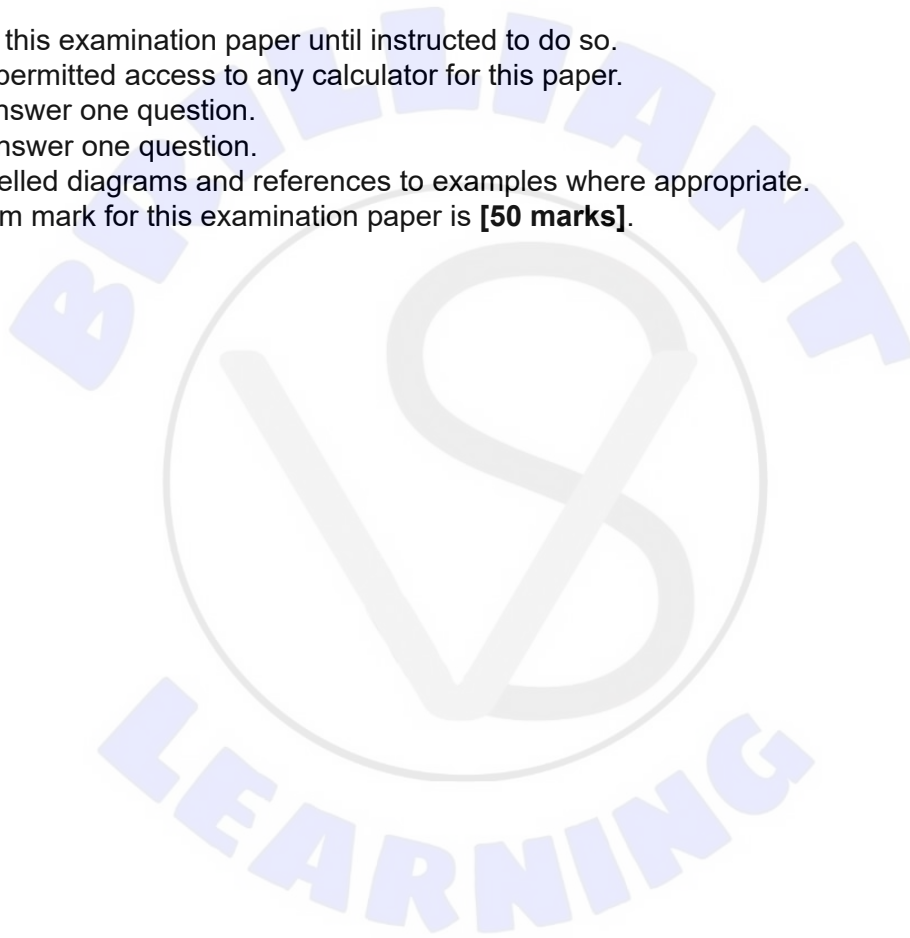 this examination paper until instructed to do so.
permitted access to any calculator for this paper.
nswer one question.
nswer one question.
elled diagrams and references to examples where appropriate.
m mark for this examination paper is [50 marks].
BRILLIANT
VS
LEARNING